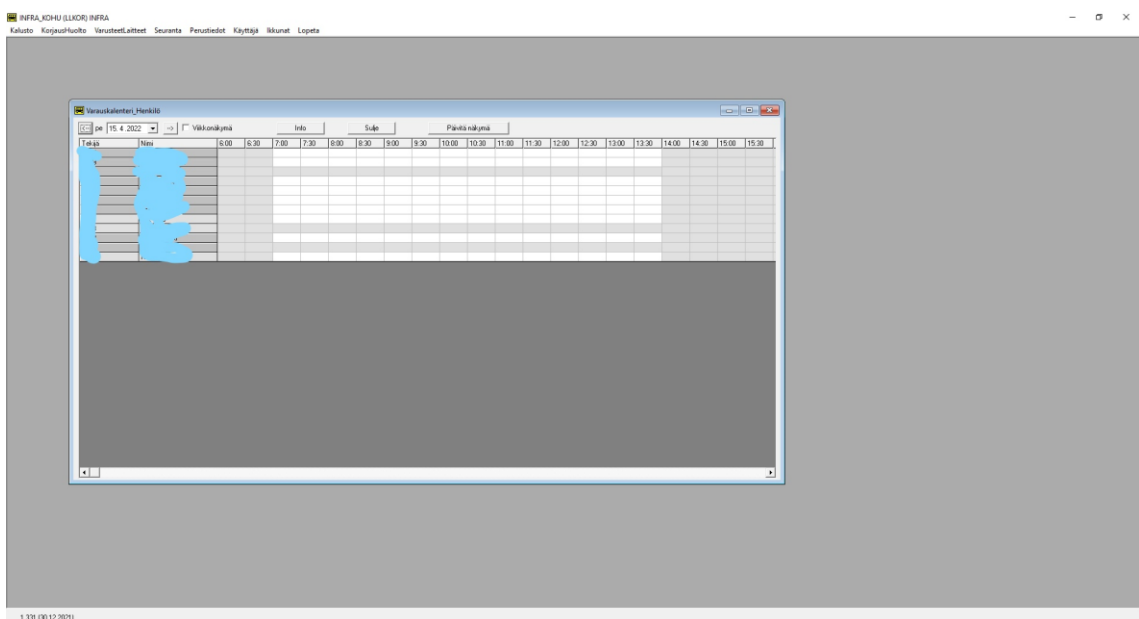 INFRA_KOHU (LLKOR) INFRA
Kalusto KorjausHuolto VarusteetLaitteet Seuranta Perustiedot Käyttäjä Ikkunat Lopeta
Varauskalenteri_Henkilö
pe 15. 4. 2022 Viikkonäkymä Info Sulje Päivitä näkymä
Tekijä Nimi 6:00 6:30 7:00 7:30 8:00 8:30 9:00 9:30 10:00 10:30 11:00 11:30 12:00 12:30 13:00 13:30 14:00 14:30 15:00 15:30
1.331 (30.12.2021)